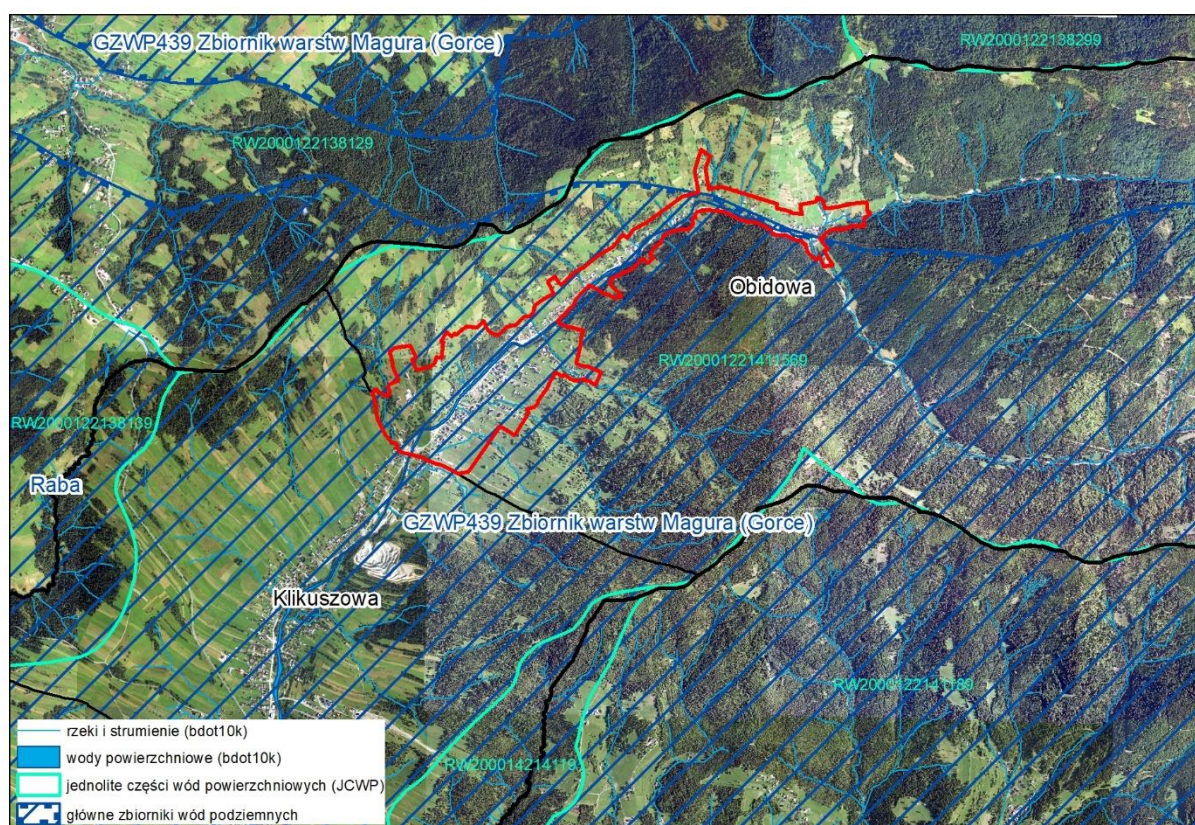 GZWP439 Zbiornik warstw Magura (Gorce)
RW2000122138299
RW2000122138129
Obidowa
RW20001221411569
RW2000122138139
Raba
GZWP439 Zbiornik warstw Magura (Gorce)
Klikuszowa
RW2000122141189
rzeki i strumienie (bdot10k)
wody powierzchniowe (bdot10k)
jednolite części wód powierzchniowych (JCWP)
główne zbiorniki wód podziemnych